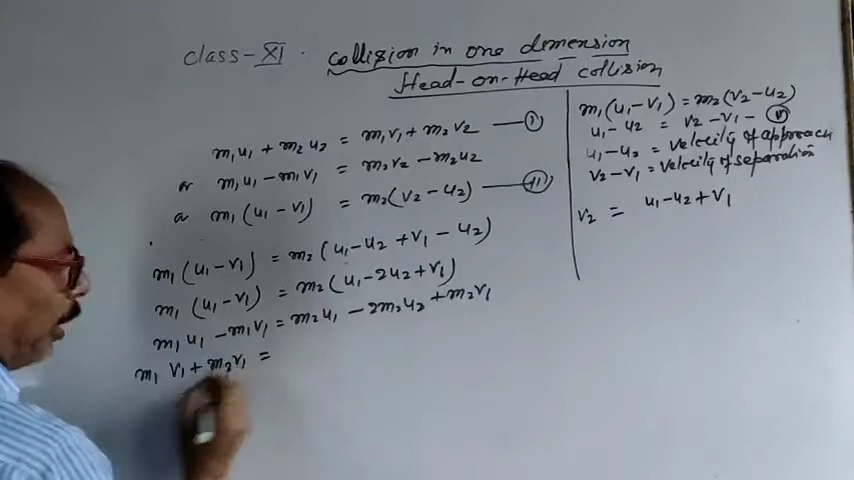 class-XI. collision in one dimension
Head-on-Head collision
m₁u₁ + m₂u₂ = m₁v₁ + m₂v₂ — (I)
or m₁u₁ - m₁v₁ = m₂v₂ - m₂u₂
or m₁(u₁ - v₁) = m₂(v₂ - u₂) — (II)
m₁(u₁-v₁) = m₂(u₁-u₂ + v₁ - u₂)
m₁(u₁-v₁) = m₂(u₁-2u₂+v₁)
m₁u₁ - m₁v₁ = m₂u₁ - 2m₂u₂ + m₂v₁
m₁v₁ + m₂v₁ =
m₁(u₁-v₁) = m₂(v₂-u₂)
u₁-u₂ = v₂-v₁ -
u₁-u₂ = velocity of approach
v₂-v₁ = velocity of separation
v₂ = u₁-u₂+v₁